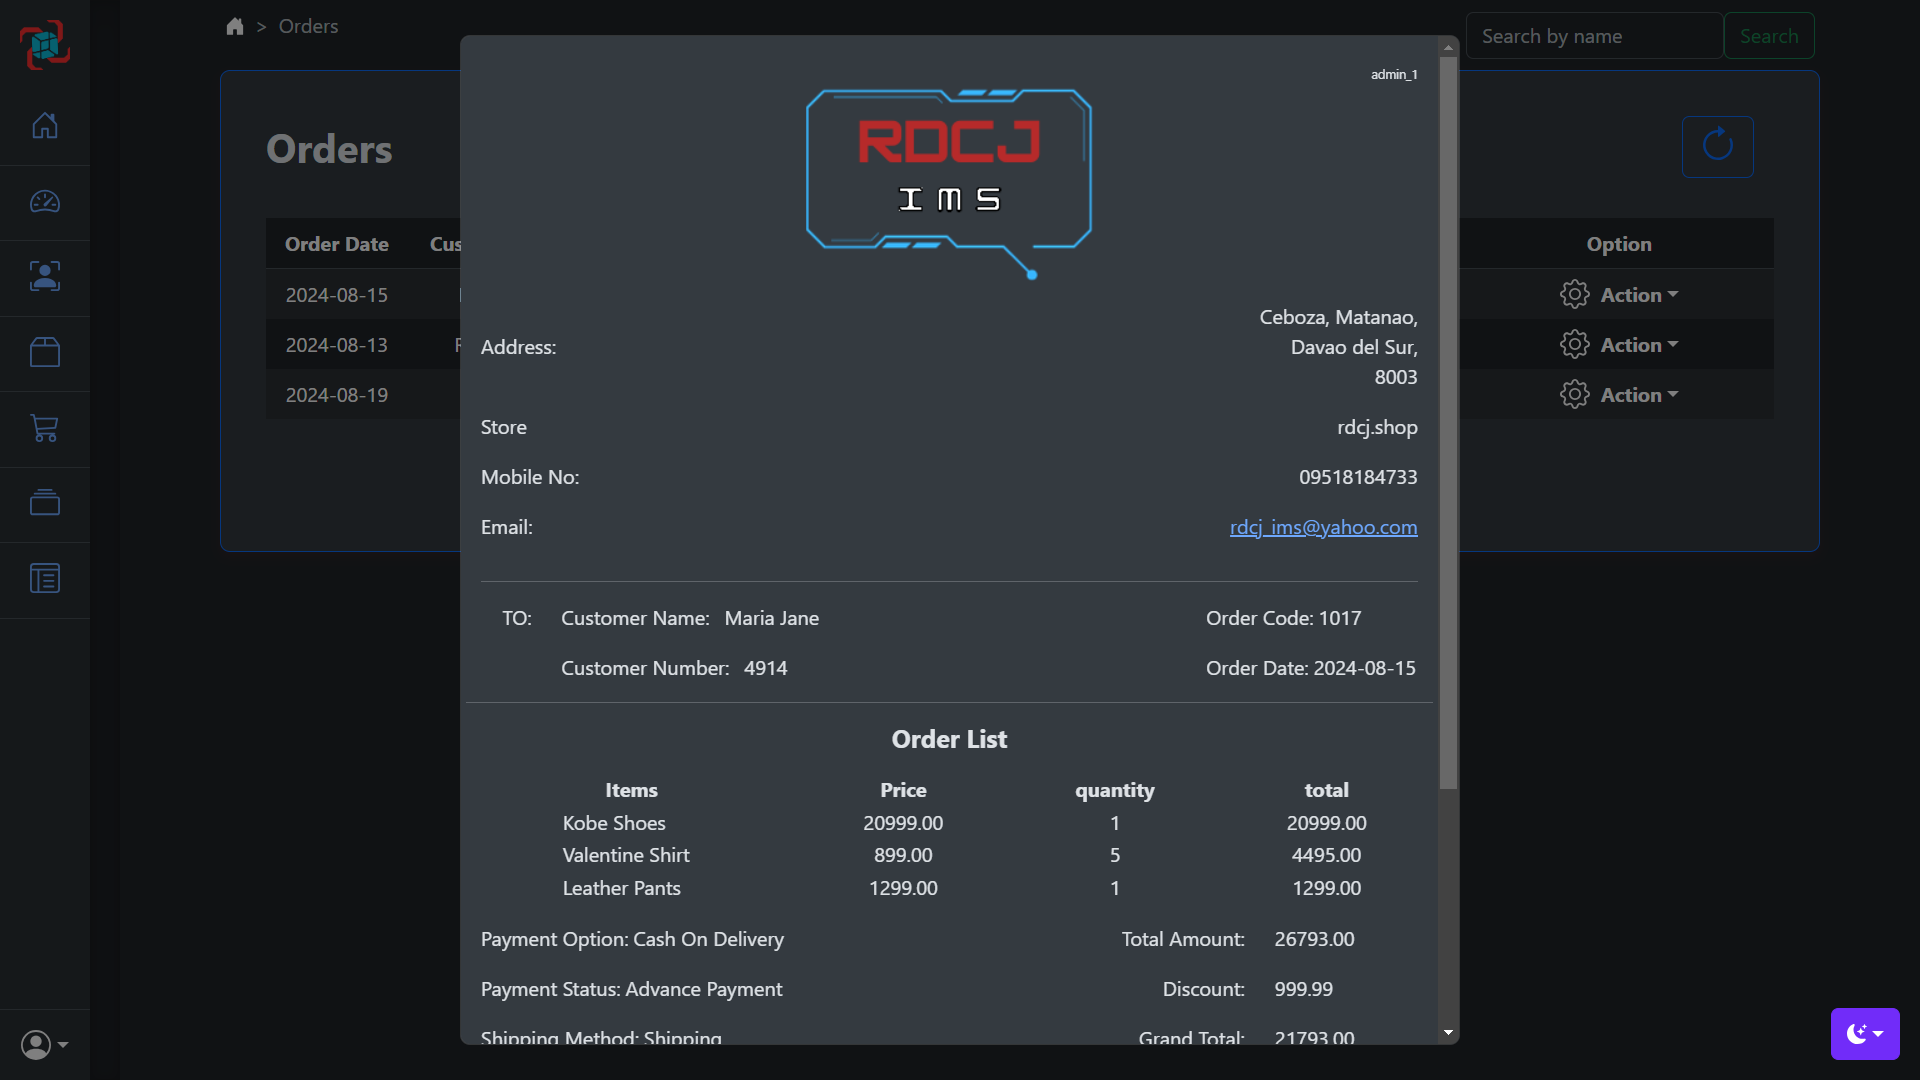 > Orders
Search by name
Search
admin_1
RDCJ
IMS
Orders
Order Date
Option
2024-08-15
Action
2024-08-13
Action
2024-08-19
Action
Address:
Ceboza, Matanao,
Davao del Sur,
8003
Store
rdcj.shop
Mobile No:
09518184733
Email:
rdcj_ims@yahoo.com
TO: Customer Name: Maria Jane
Order Code: 1017
Customer Number: 4914
Order Date: 2024-08-15
Order List
Items Price quantity total
Kobe Shoes 20999.00 1 20999.00
Valentine Shirt 899.00 5 4495.00
Leather Pants 1299.00 1 1299.00
Payment Option: Cash On Delivery
Total Amount: 26793.00
Payment Status: Advance Payment
Discount: 999.99
Shipping Method: Shipping
Grand Total: 21793.00